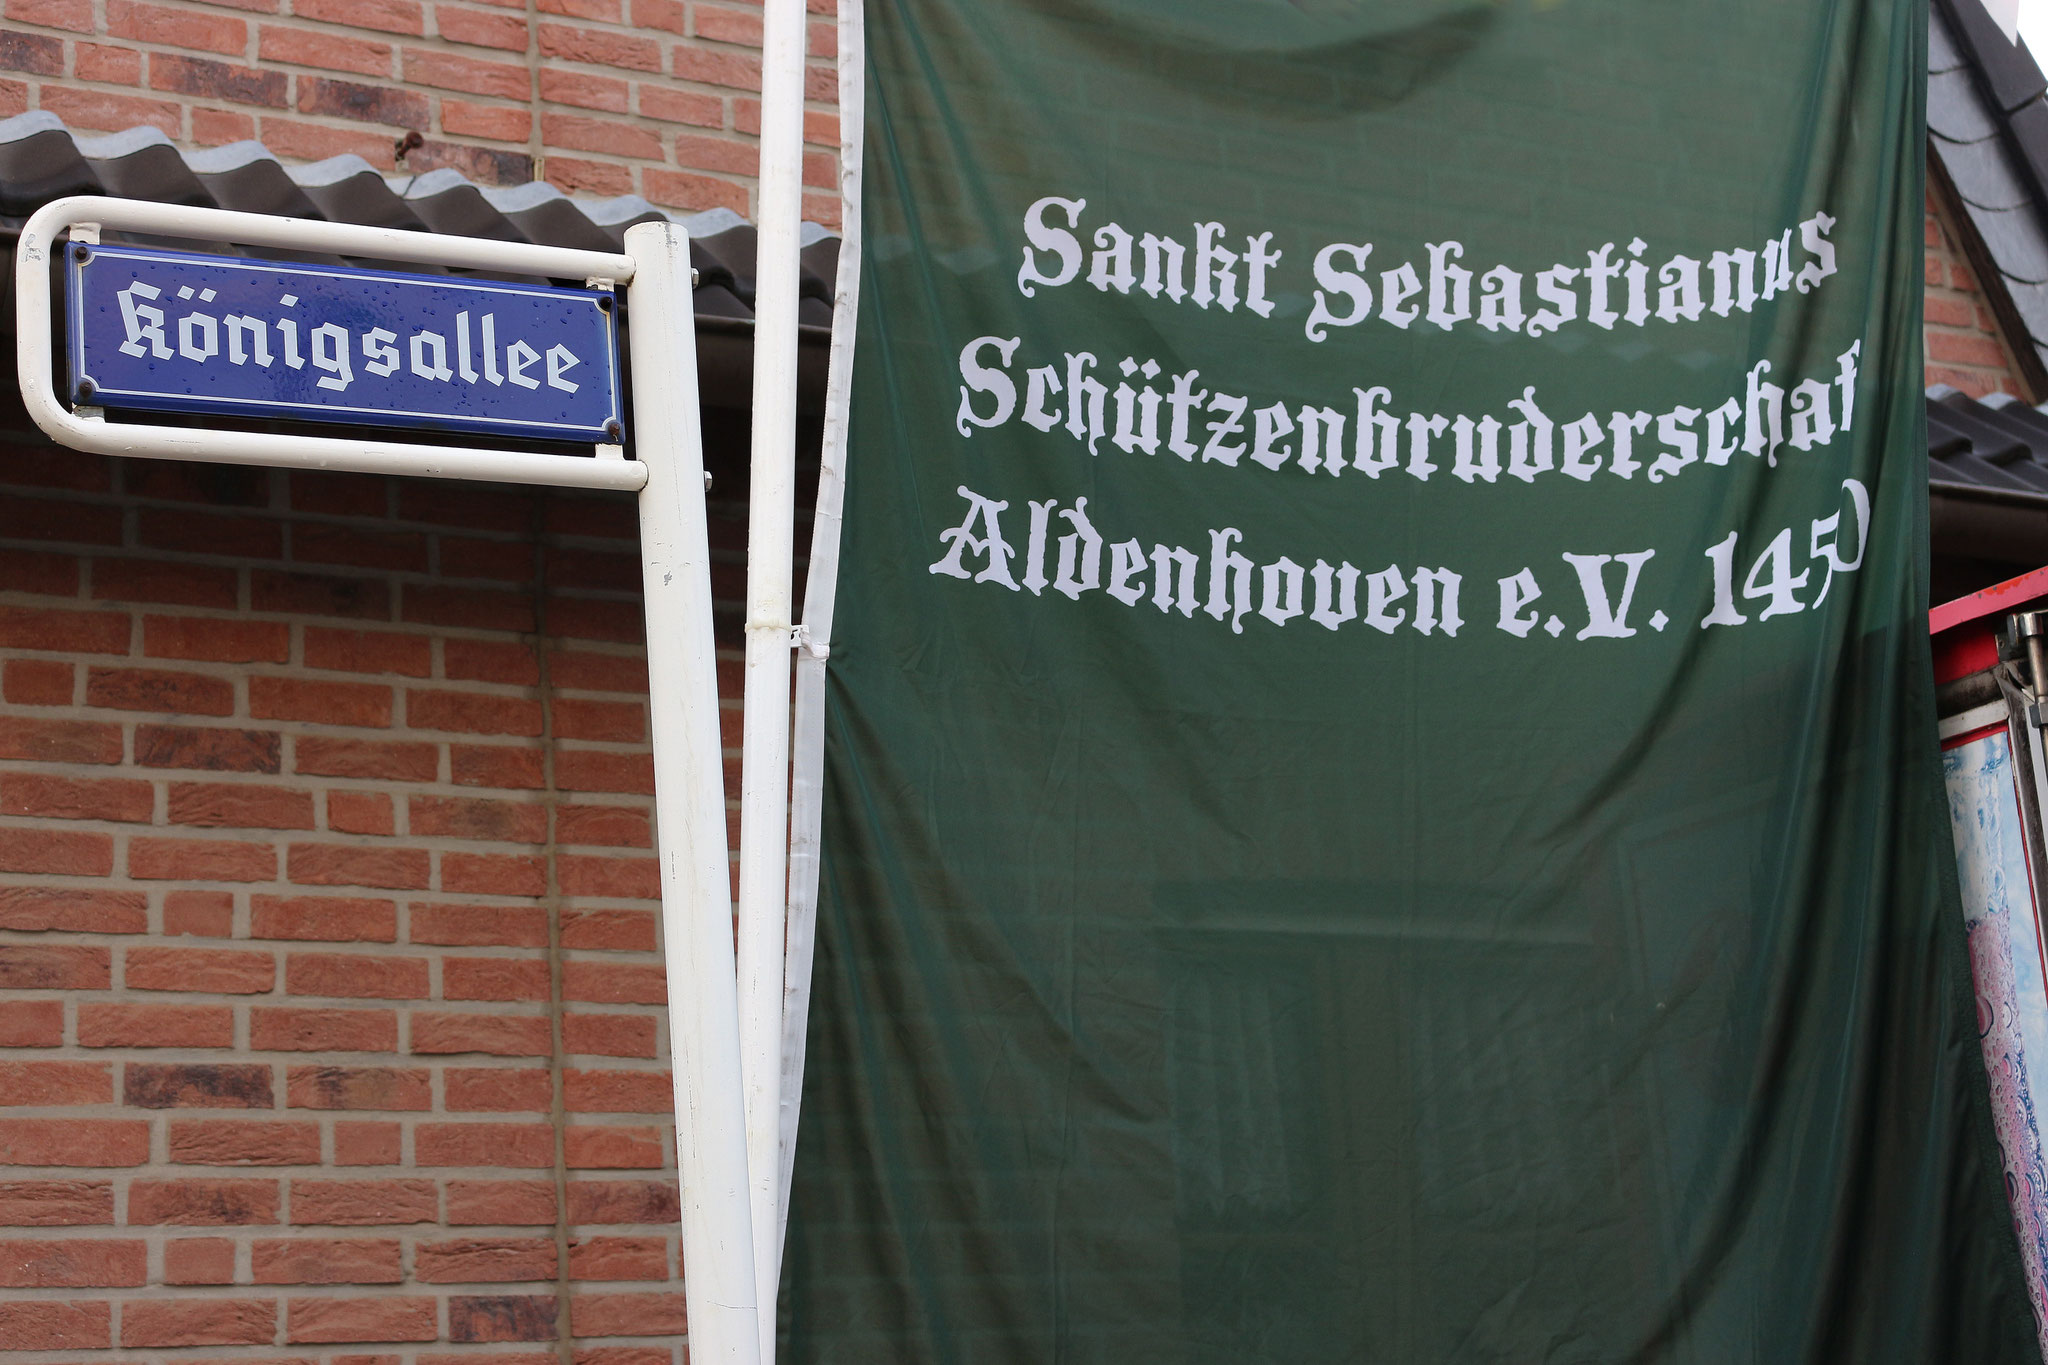 Königsallee
Sankt Sebastianus
Schützenbruderschaf
Aldenhoven e.V. 1450